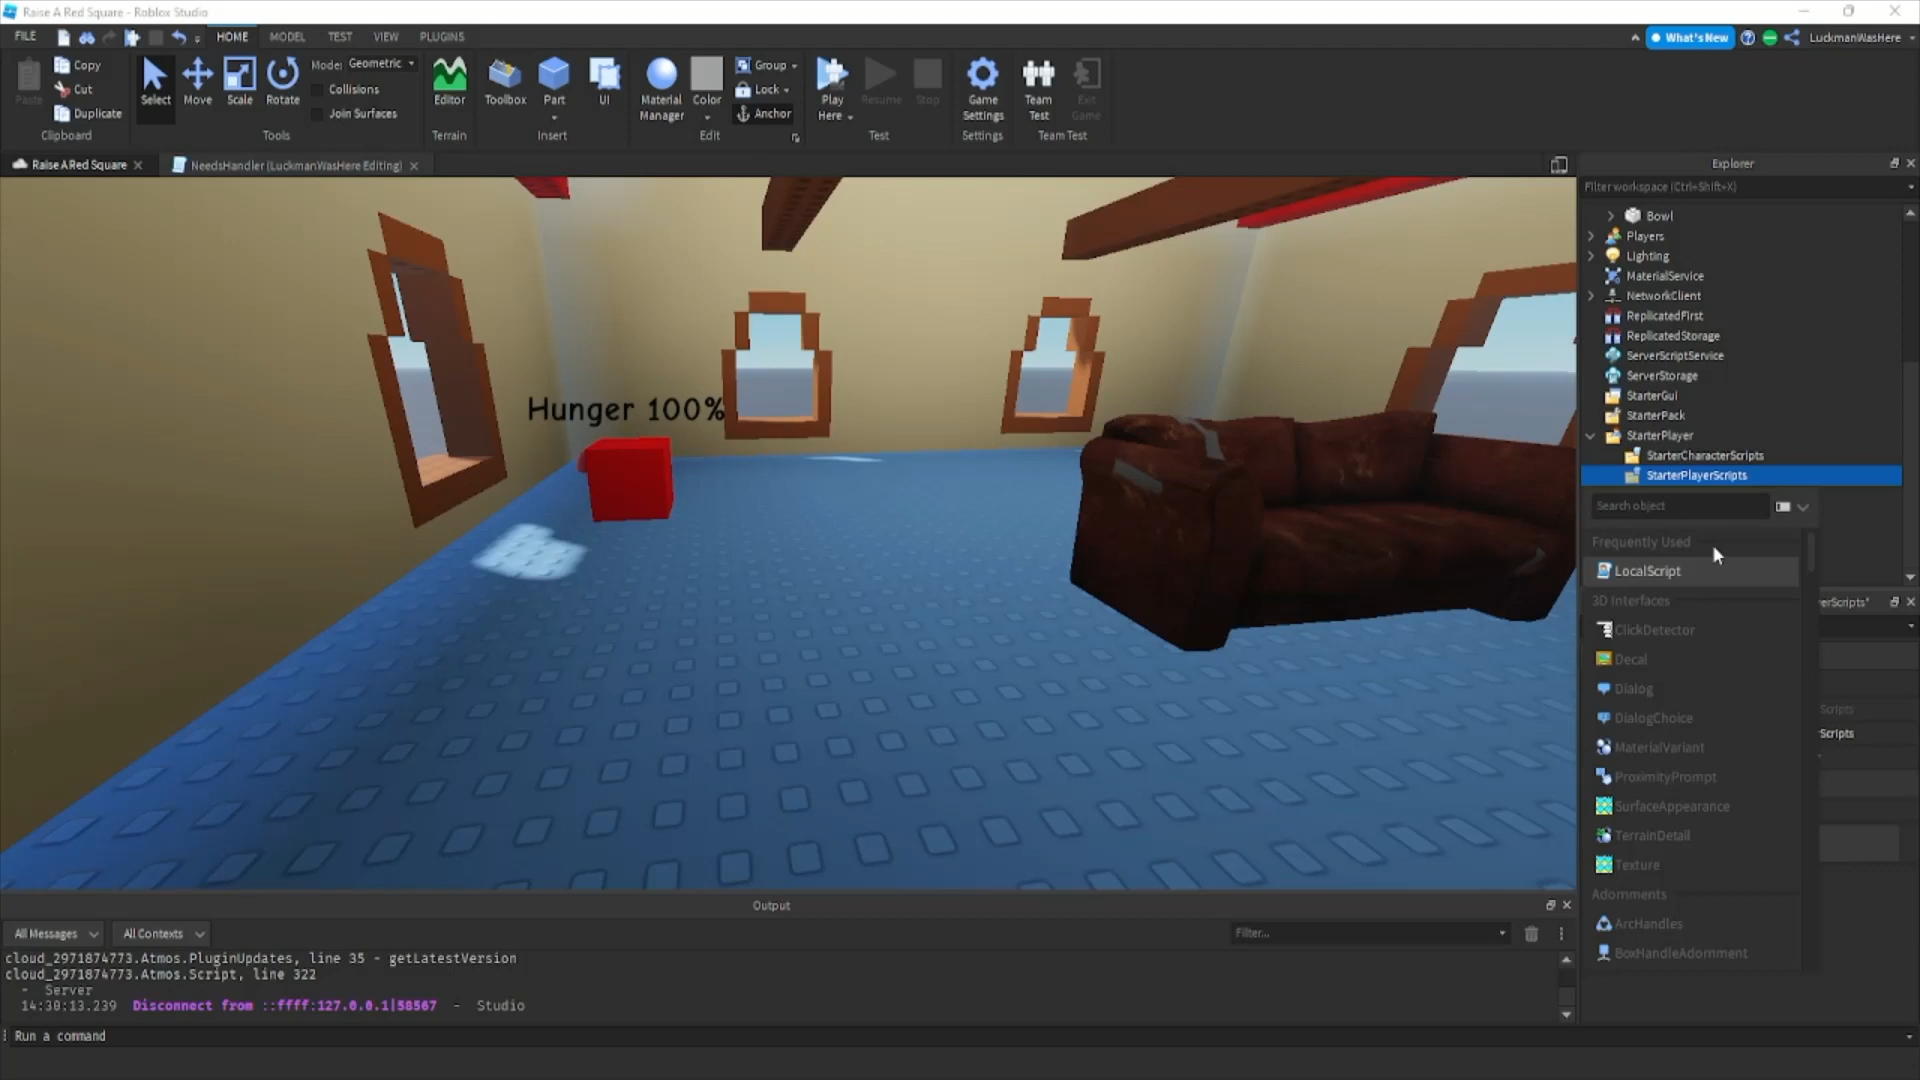 Raise A Red Square - Roblox Studio
FILE HOME MODEL TEST VIEW PLUGINS What's New LuckmanWasHere
Paste Copy Cut Duplicate
Clipboard
Select Move Scale Rotate
Mode: Geometric
Collisions
Join Surfaces
Tools
Editor
Terrain
Toolbox Part UI
Insert
Material Manager Color
Group
Lock
Anchor
Edit
Play Here Resume Stop
Test
Game Settings
Settings
Team Test Exit Game
Team Test
Raise A Red Square NeedsHandler (LuckmanWasHere Editing)
Hunger 100%
Explorer
Filter workspace (Ctrl+Shift+X)
Bowl
Players
Lighting
MaterialService
NetworkClient
ReplicatedFirst
ReplicatedStorage
ServerScriptService
ServerStorage
StarterGui
StarterPack
StarterPlayer
StarterCharacterScripts
StarterPlayerScripts
Search object
Frequently Used
LocalScript
3D Interfaces
erScripts"
ClickDetector
Decal
Dialog
Scripts
DialogChoice
Scripts
MaterialVariant
ProximityPrompt
SurfaceAppearance
TerrainDetail
Texture
Adornments
ArcHandles
BoxHandleAdornment
Output
All Messages All Contexts Filter...
cloud_2971874773.Atmos.PluginUpdates, line 35 - getLatestVersion
cloud_2971874773.Atmos.Script, line 322
- Server
14:30:13.239 Disconnect from ::ffff:127.0.0.1|58567 - Studio
Run a command